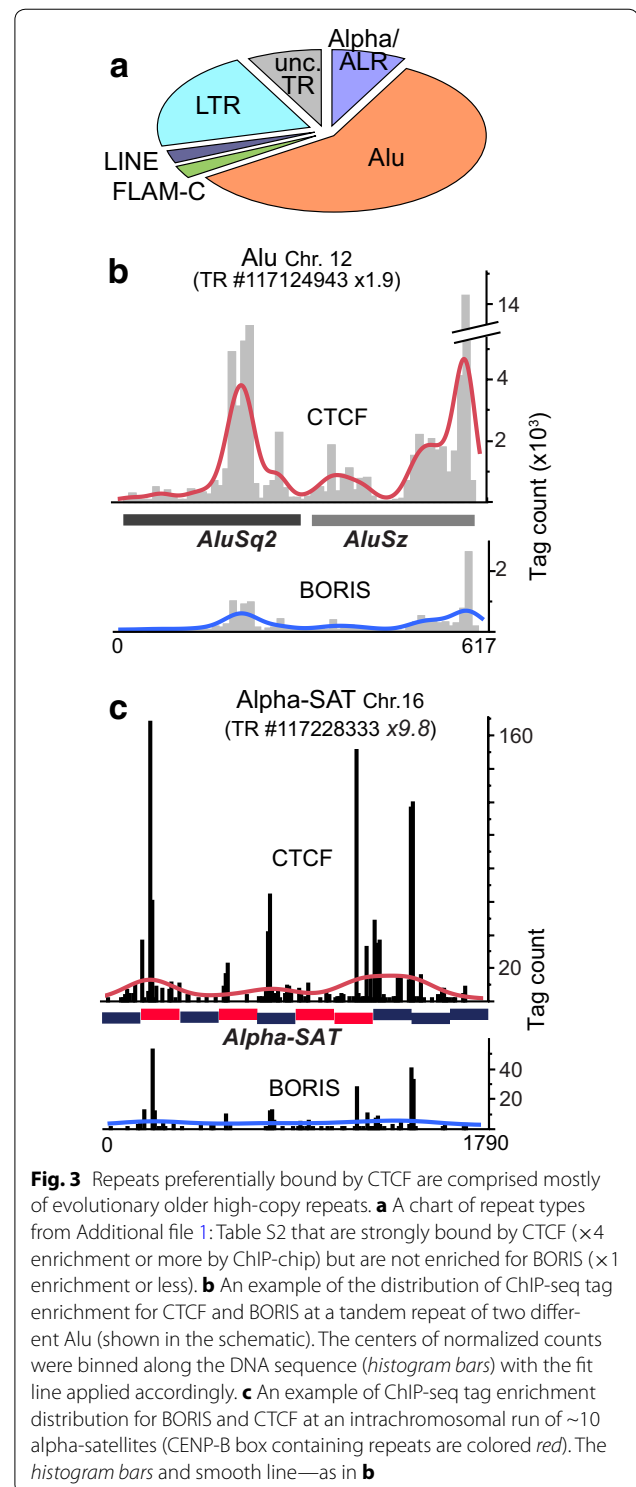 a
Alpha/
ALR
unc.
TR
LTR
LINE
FLAM-C
Alu
b
Alu Chr. 12
(TR #117124943 x1.9)
14
4
2
CTCF
Tag count (x10³)
AluSq2 AluSz
BORIS
2
0 617
c
Alpha-SAT Chr.16
(TR #117228333 x9.8)
160
CTCF
20
Tag count
Alpha-SAT
BORIS
40
20
0 1790
Fig. 3 Repeats preferentially bound by CTCF are comprised mostly
of evolutionary older high-copy repeats. a A chart of repeat types
from Additional file 1: Table S2 that are strongly bound by CTCF (×4
enrichment or more by ChIP-chip) but are not enriched for BORIS (×1
enrichment or less). b An example of the distribution of ChIP-seq tag
enrichment for CTCF and BORIS at a tandem repeat of two differ-
ent Alu (shown in the schematic). The centers of normalized counts
were binned along the DNA sequence (histogram bars) with the fit
line applied accordingly. c An example of ChIP-seq tag enrichment
distribution for BORIS and CTCF at an intrachromosomal run of ~10
alpha-satellites (CENP-B box containing repeats are colored red). The
histogram bars and smooth line—as in b